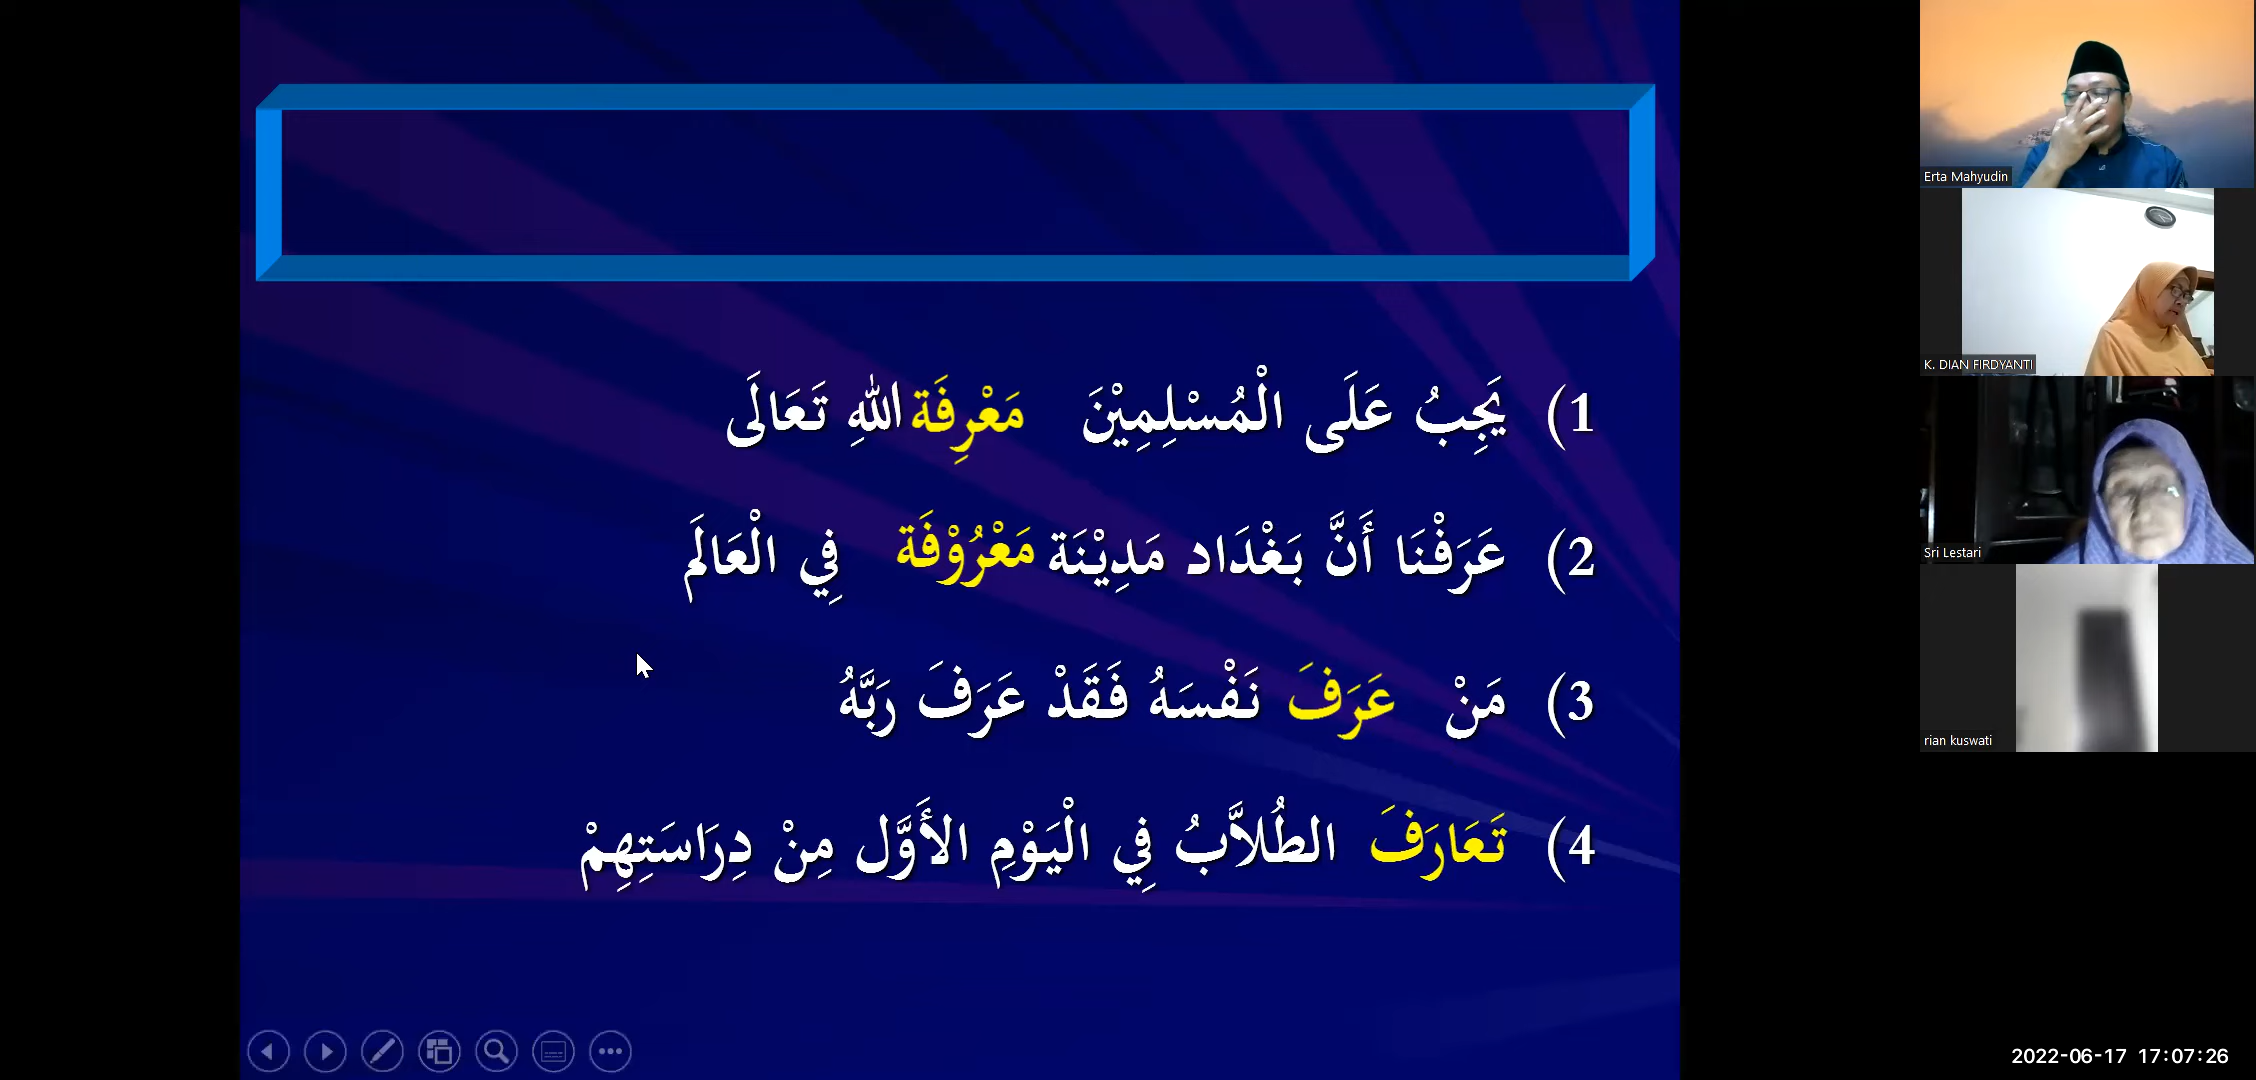 1) يَجِبُ عَلَى الْمُسْلِمِيْنَ مَعْرِفَة اللهِ تَعَالَى
2) عَرَفْنَا أَنَّ بَغْدَاد مَدِيْنَة مَعْرُوْفَة فِي الْعَالَمِ
3) مَنْ عَرَفَ نَفْسَهُ فَقَدْ عَرَفَ رَبَّهُ
4) تَعَارَفَ الطُلاَّبُ فِي الْيَوْمِ الأَوَّل مِنْ دِرَاسَتِهِمْ
Erta Mahyudin
K. DIAN FIRDYANTI
Sri Lestari
rian kuswati
2022-06-17 17:07:26